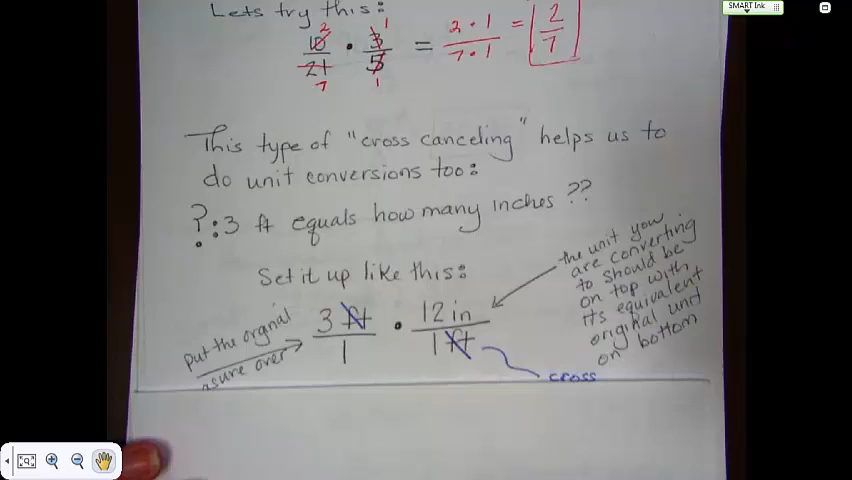 SMART Ink
Lets try this:
2 1
10/21 • 3/5 = 2 • 1/7 • 1 = 2/7
7 1
This type of "cross canceling" helps us to
do unit conversions too:
?: 3 ft equals how many inches ??
Set it up like this:
put the orginal
sure over
3 ft/1 • 12 in/1 ft
the unit you
are converting
to should be
on top with
its equivalent
original unit
on bottom
cross